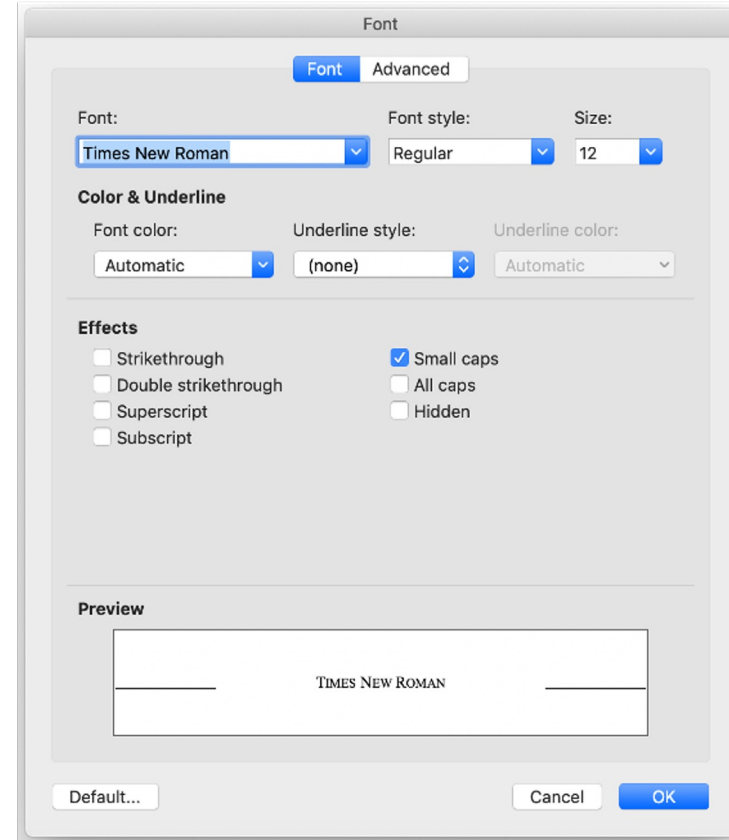 Font
Font Advanced
Font: Font style: Size:
Times New Roman Regular 12
Color & Underline
Font color: Underline style: Underline color:
Automatic (none) Automatic
Effects
Strikethrough Small caps
Double strikethrough All caps
Superscript Hidden
Subscript
Preview
Times New Roman
Default... Cancel OK